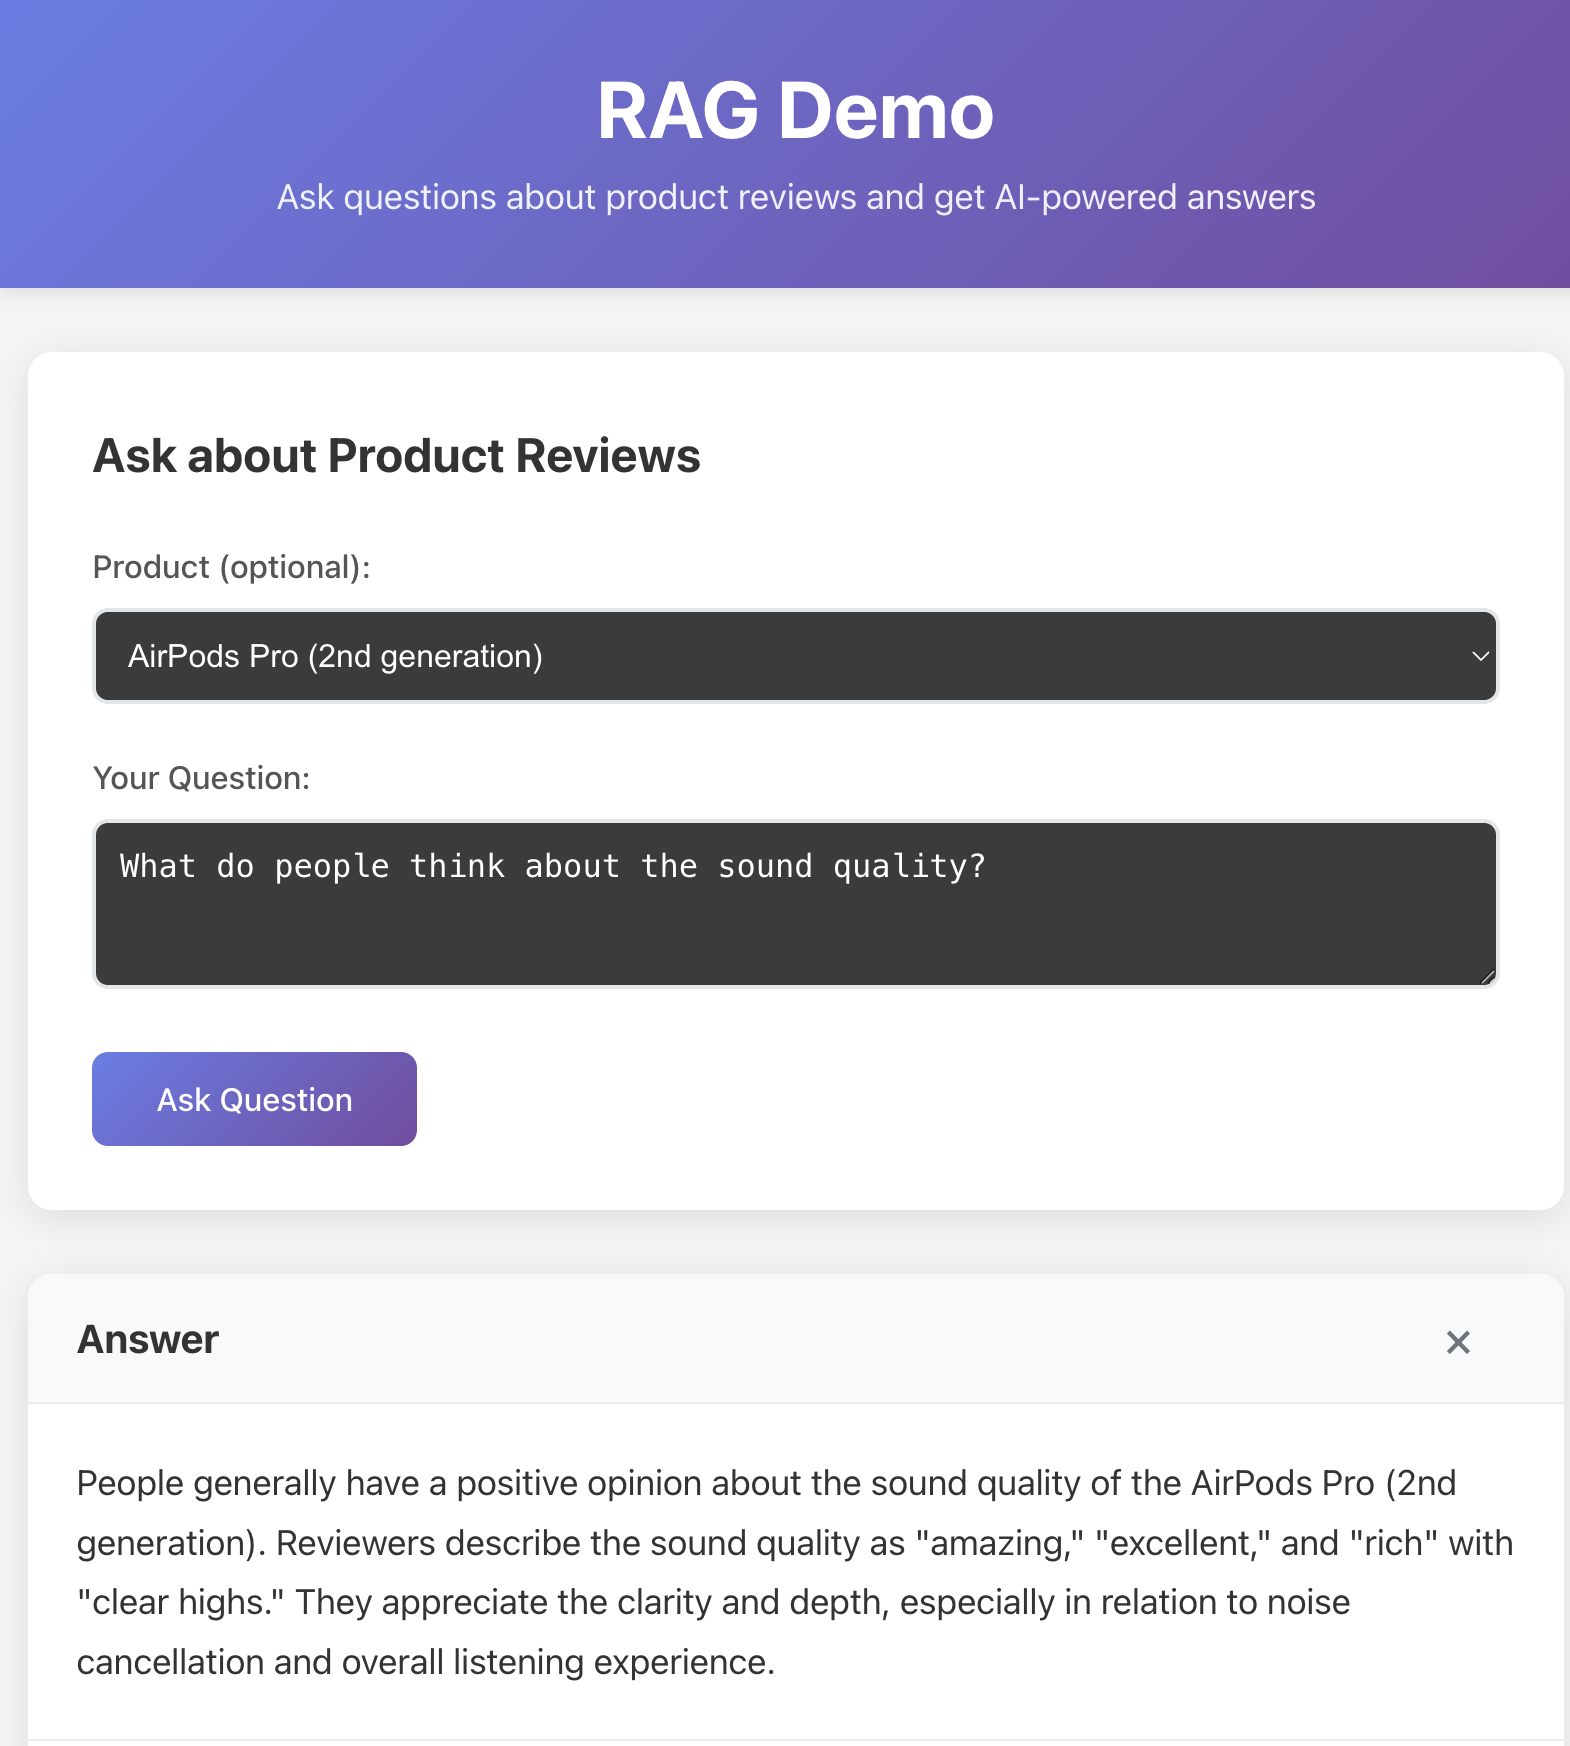 RAG Demo
Ask questions about product reviews and get AI-powered answers
Ask about Product Reviews
Product (optional):
AirPods Pro (2nd generation)
Your Question:
What do people think about the sound quality?
Ask Question
Answer
People generally have a positive opinion about the sound quality of the AirPods Pro (2nd
generation). Reviewers describe the sound quality as "amazing," "excellent," and "rich" with
"clear highs." They appreciate the clarity and depth, especially in relation to noise
cancellation and overall listening experience.